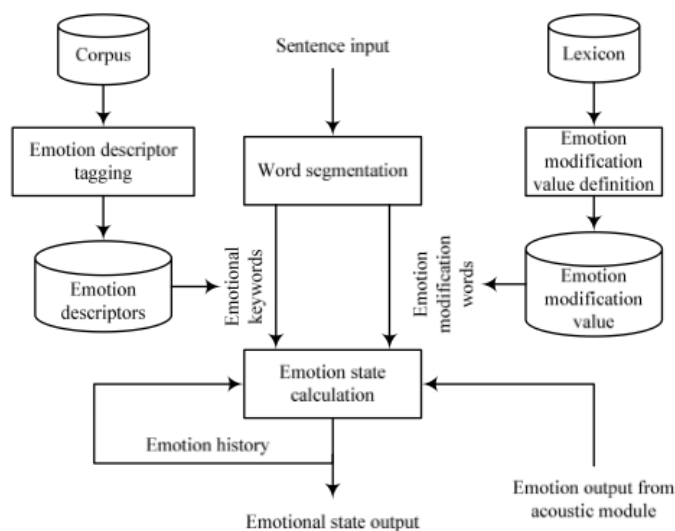 Corpus
Sentence input
Lexicon
Emotion descriptor
tagging
Word segmentation
Emotion
modification
value definition
Emotion
descriptors
Emotional
keywords
Emotion
modification
words
Emotion
modification
value
Emotion state
calculation
Emotion history
Emotional state output
Emotion output from
acoustic module